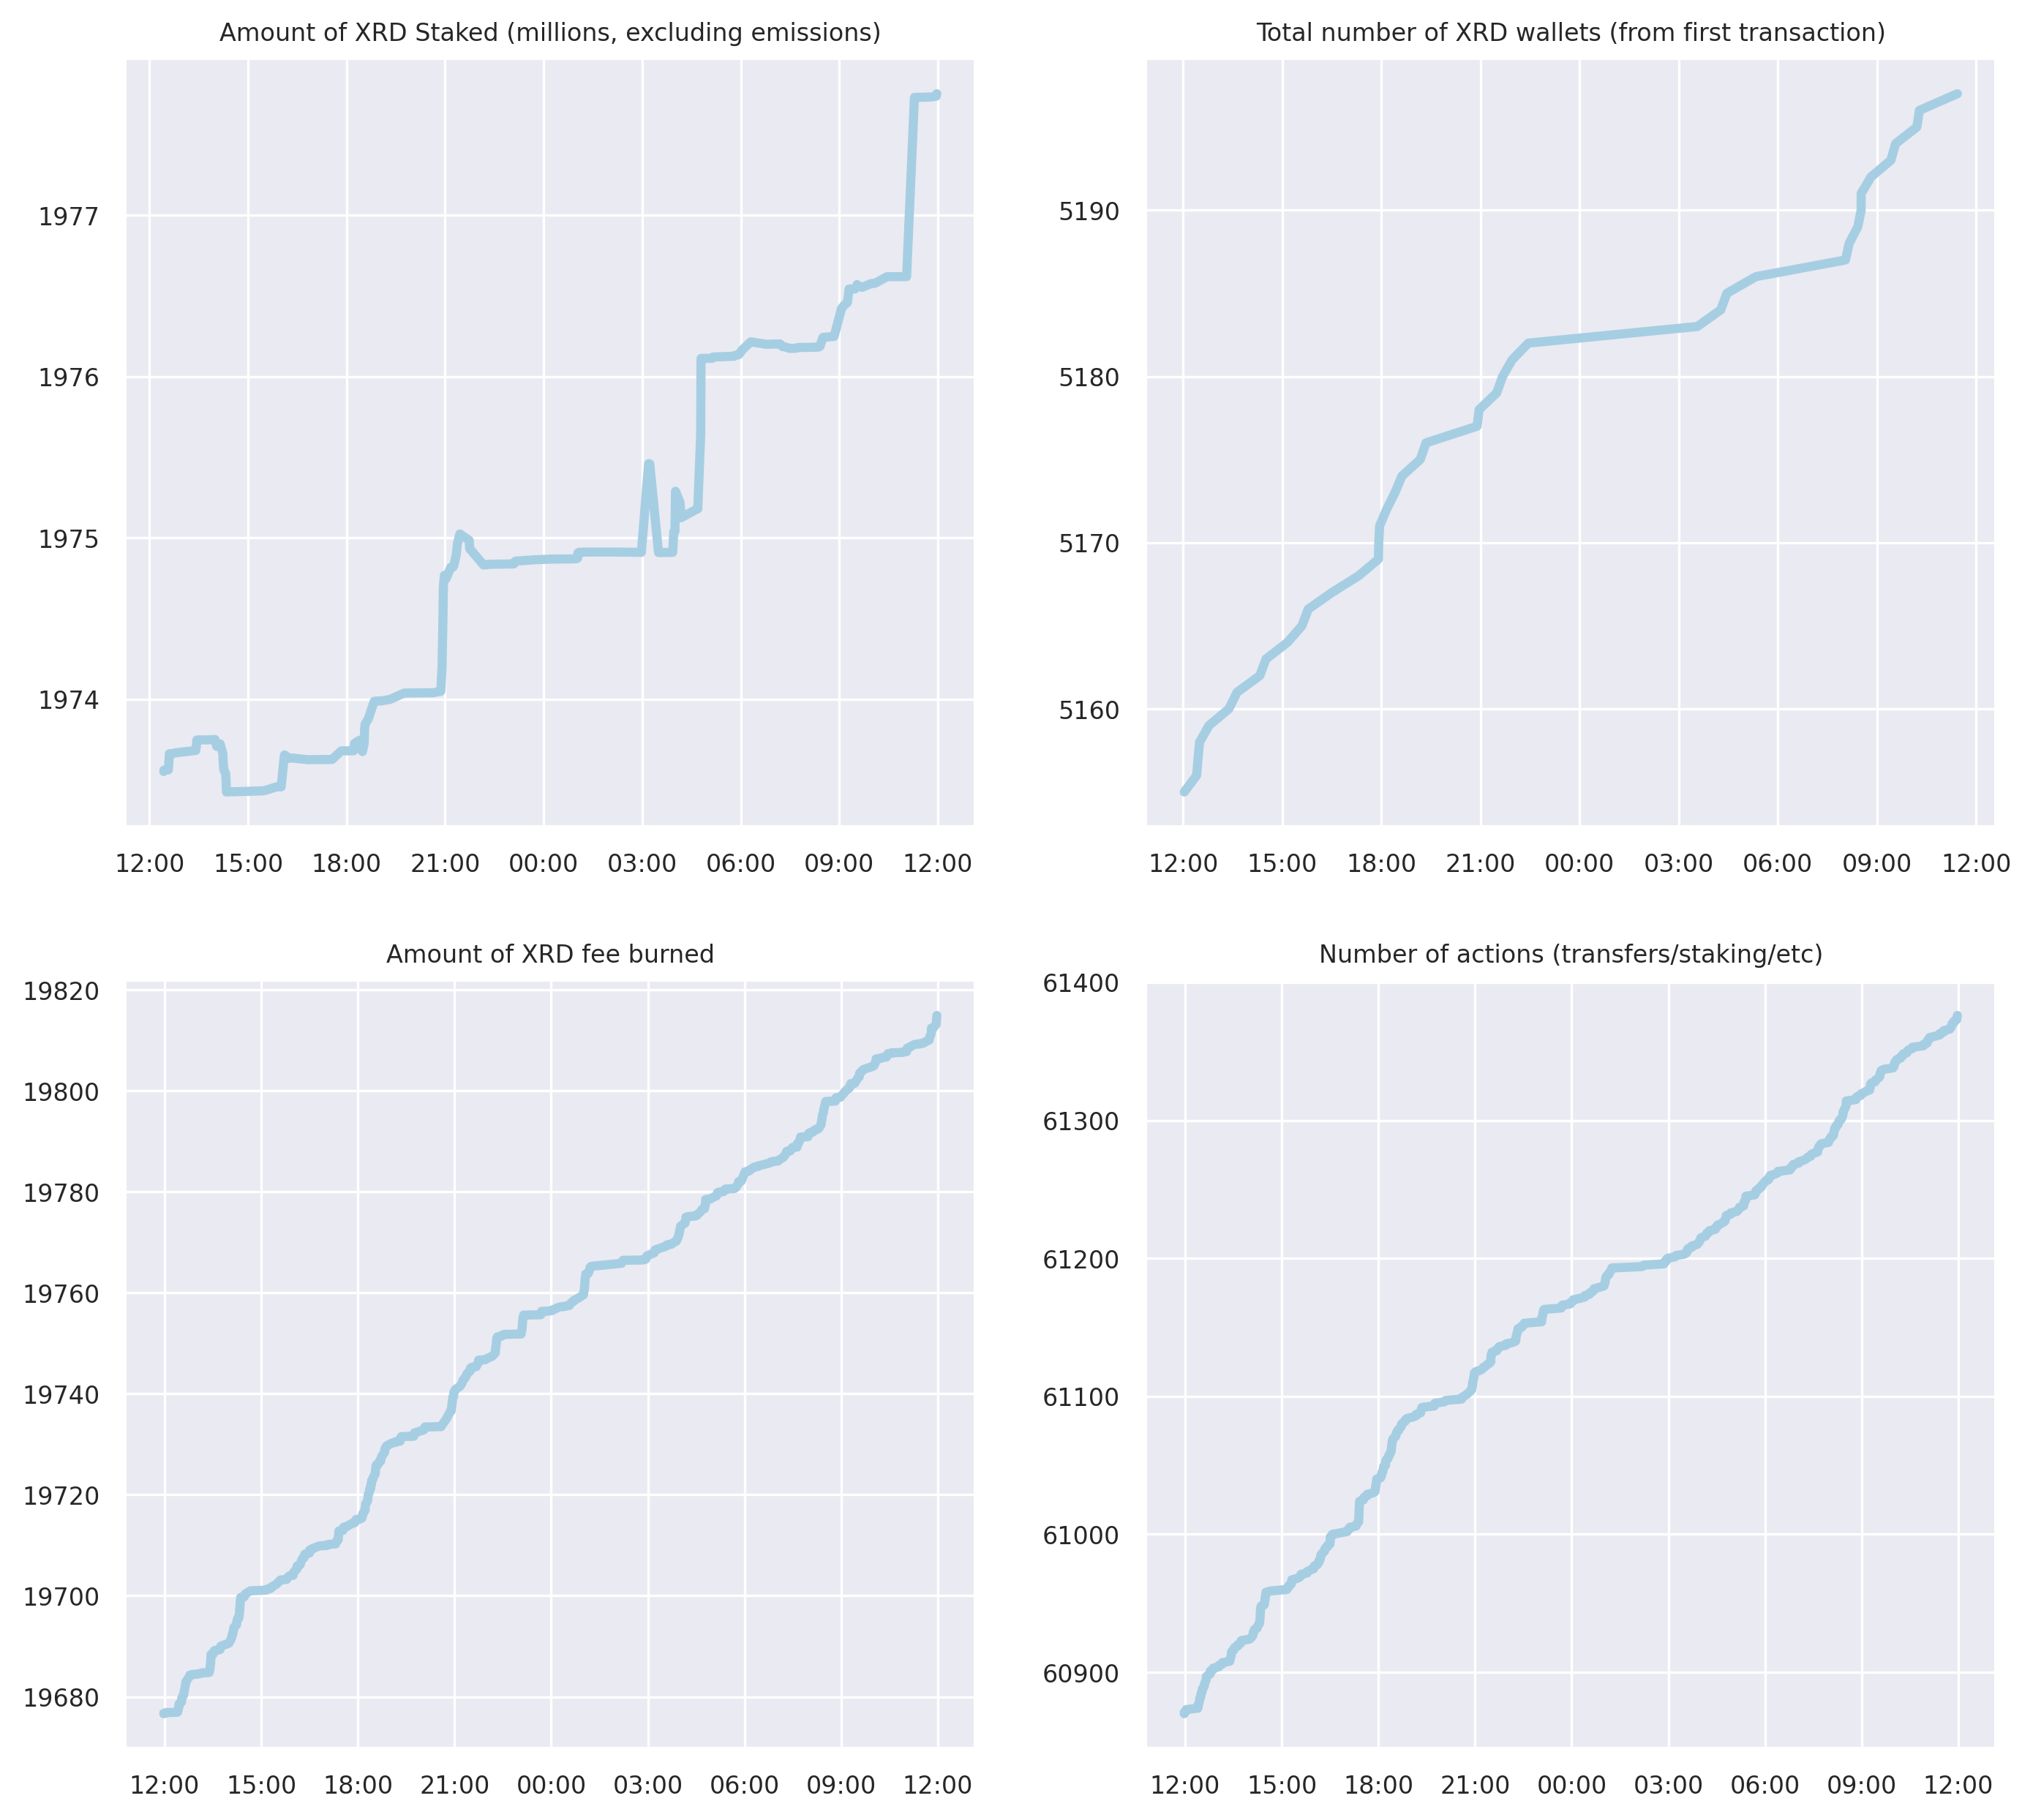 Amount of XRD Staked (millions, excluding emissions)
1977
1976
1975
1974
12:00 15:00 18:00 21:00 00:00 03:00 06:00 09:00 12:00
Total number of XRD wallets (from first transaction)
5190
5180
5170
5160
12:00 15:00 18:00 21:00 00:00 03:00 06:00 09:00 12:00
Amount of XRD fee burned
19820
19800
19780
19760
19740
19720
19700
19680
12:00 15:00 18:00 21:00 00:00 03:00 06:00 09:00 12:00
Number of actions (transfers/staking/etc)
61400
61300
61200
61100
61000
60900
12:00 15:00 18:00 21:00 00:00 03:00 06:00 09:00 12:00